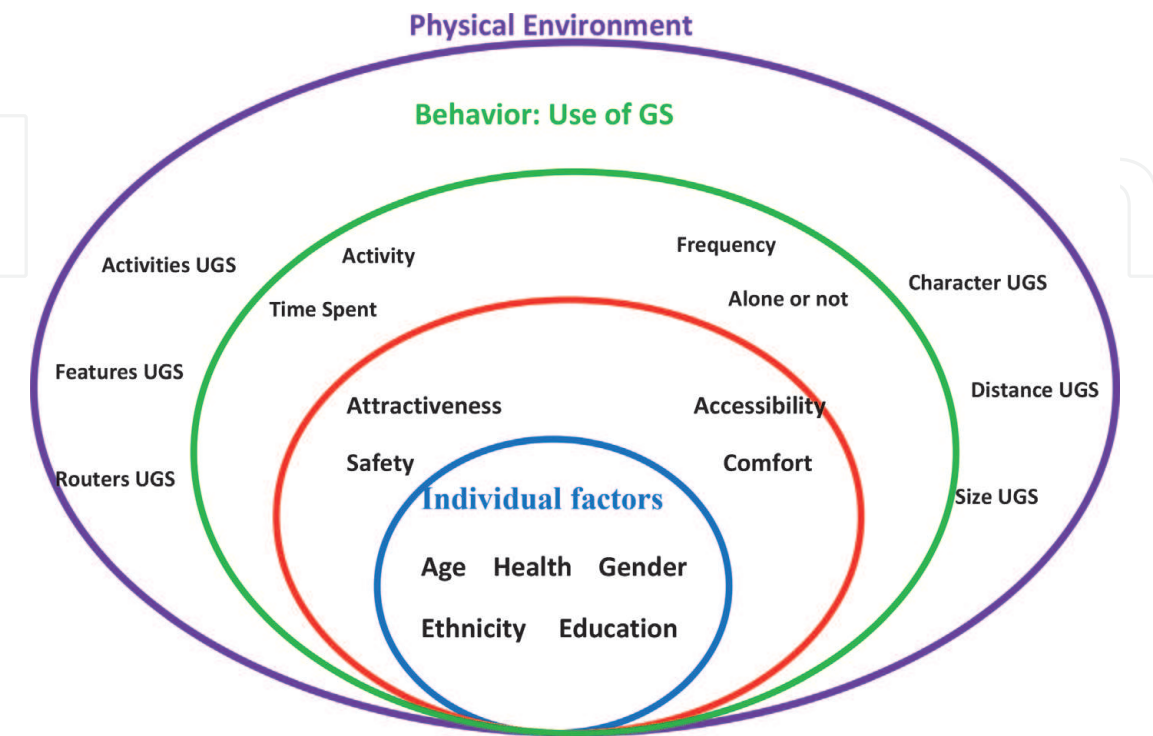 Physical Environment
Behavior: Use of GS
Activity
Frequency
Activities UGS
Character UGS
Time Spent
Alone or not
Features UGS
Distance UGS
Attractiveness
Accessibility
Safety
Comfort
Routers UGS
Size UGS
Individual factors
Age Health Gender
Ethnicity Education